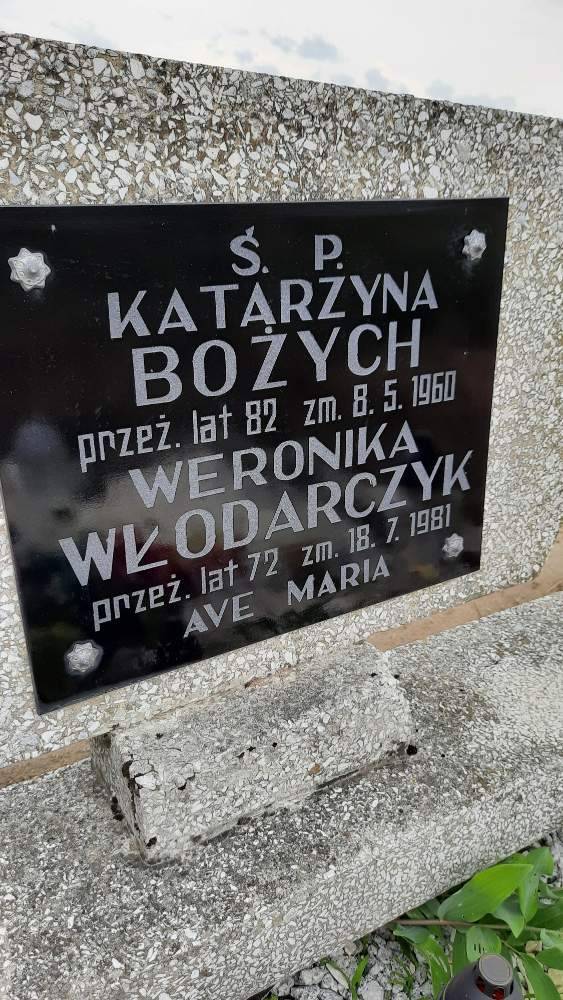 Ś. P.
KATARZYNA
BOŻYCH
przeż. lat 82 zm. 8. 5. 1960
WERONIKA
WŁODARCZYK
przeż. lat 72 zm. 18. 7. 1981
AVE MARIA